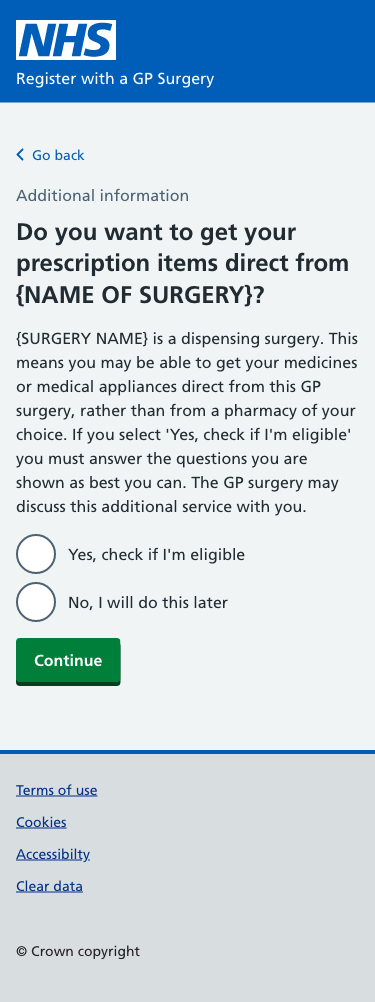 NHS
Register with a GP Surgery
Go back
Additional information
Do you want to get your
prescription items direct from
{NAME OF SURGERY}?
{SURGERY NAME} is a dispensing surgery. This
means you may be able to get your medicines
or medical appliances direct from this GP
surgery, rather than from a pharmacy of your
choice. If you select 'Yes, check if I'm eligible'
you must answer the questions you are
shown as best you can. The GP surgery may
discuss this additional service with you.
Yes, check if I'm eligible
No, I will do this later
Continue
Terms of use
Cookies
Accessibilty
Clear data
© Crown copyright